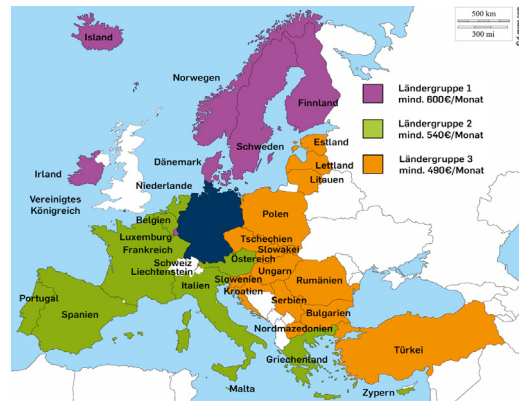 500 km
300 mi
Island
Norwegen
Finnland
Schweden
Ländergruppe 1
mind. 600€/Monat
Ländergruppe 2
mind. 540€/Monat
Ländergruppe 3
mind. 490€/Monat
Estland
Lettland
Litauen
Dänemark
Irland
Niederlande
Vereinigtes
Königreich
Belgien
Polen
Luxemburg
Tschechien
Frankreich
Slowakei
Schweiz
Österreich
Liechtenstein
Ungarn
Italien
Slowenien
Rumänien
Kroatien
Serbien
Portugal
Spanien
Bulgarien
Nordmazedonien
Türkei
Griechenland
Malta
Zypern